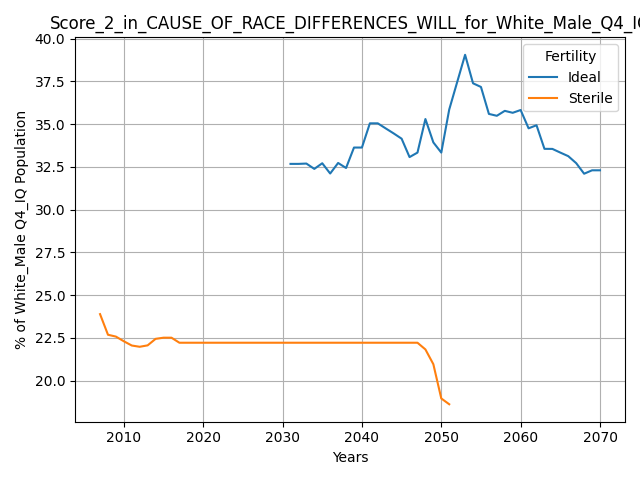 Score_2_in_CAUSE_OF_RACE_DIFFERENCES_WILL_for_White_Male_Q4_IQ
40.0
37.5
35.0
32.5
30.0
27.5
25.0
22.5
20.0
% of White_Male Q4_IQ Population
Fertility
Ideal
Sterile
2010
2020
2030
2040
2050
2060
2070
Years